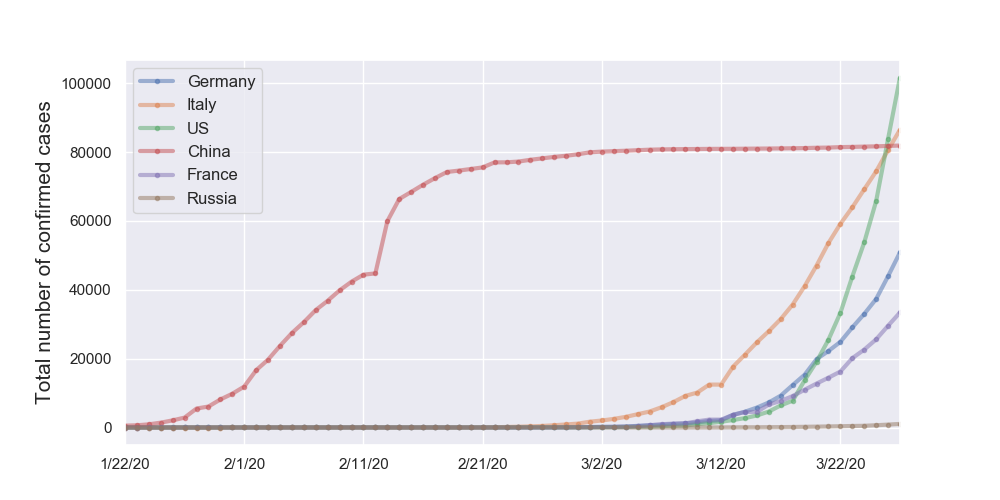 Total number of confirmed cases
100000
80000
60000
40000
20000
0
Germany
Italy
US
China
France
Russia
1/22/20 2/1/20 2/11/20 2/21/20 3/2/20 3/12/20 3/22/20